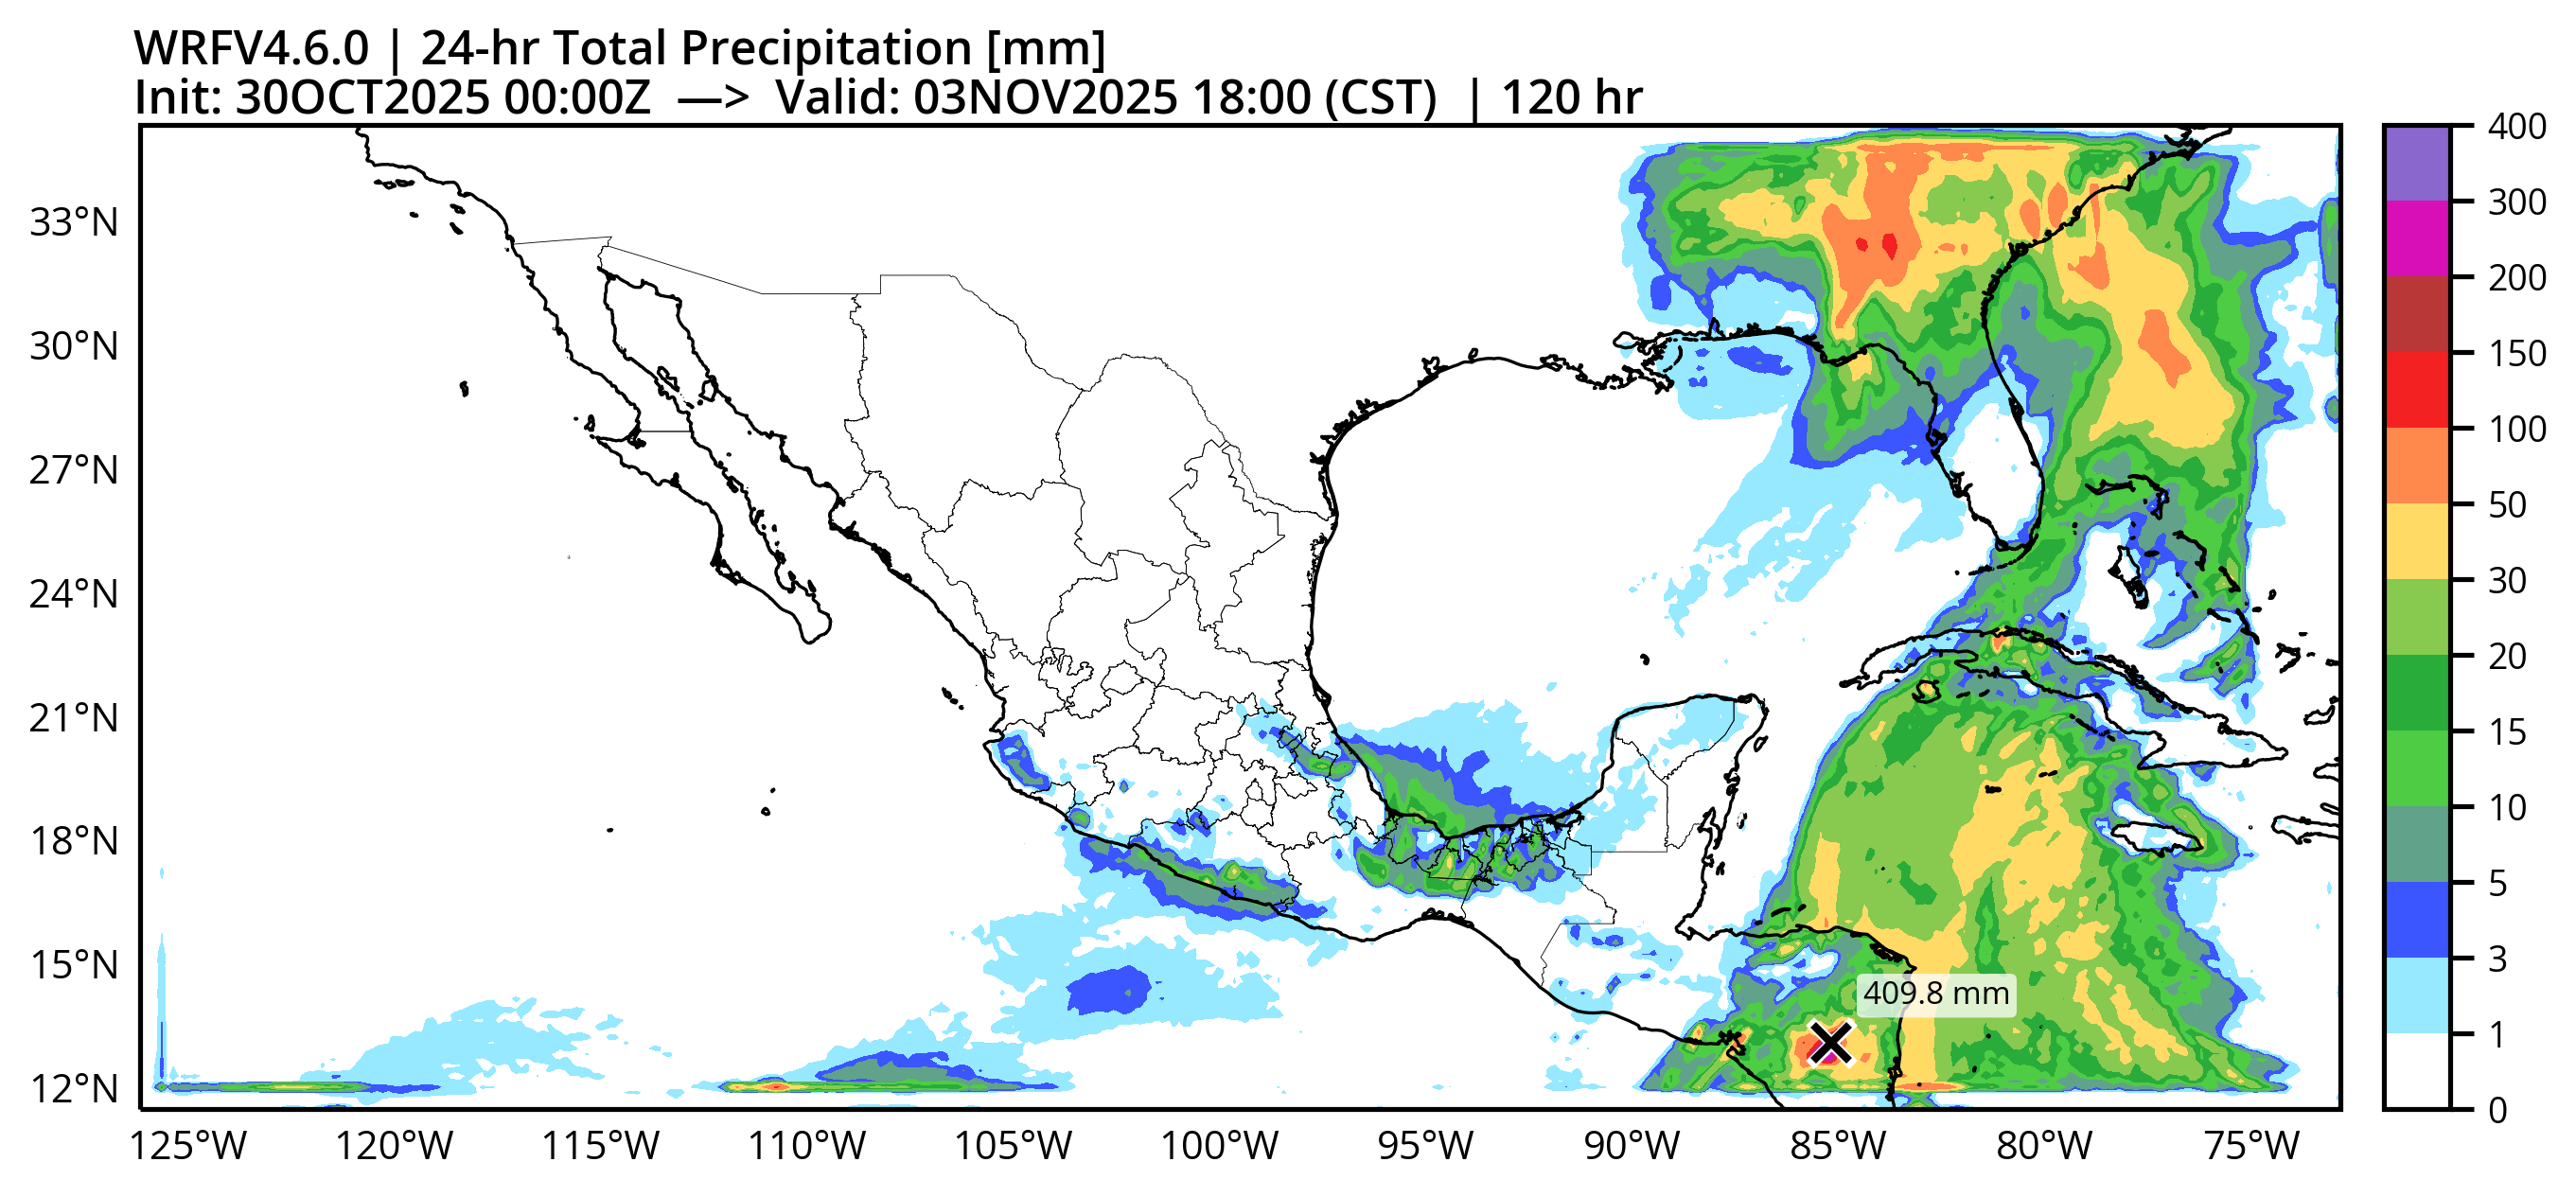 WRFV4.6.0 | 24-hr Total Precipitation [mm]
Init: 30OCT2025 00:00Z —> Valid: 03NOV2025 18:00 (CST) | 120 hr
33°N
30°N
27°N
24°N
21°N
18°N
15°N
12°N
125°W 120°W 115°W 110°W 105°W 100°W 95°W 90°W 85°W 80°W 75°W
409.8 mm
400
300
200
150
100
50
30
20
15
10
5
3
1
0